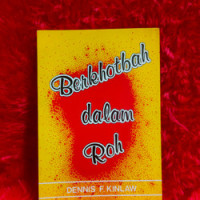 Berkhotbah
dalam
Roh
DENNIS F. KINLAW